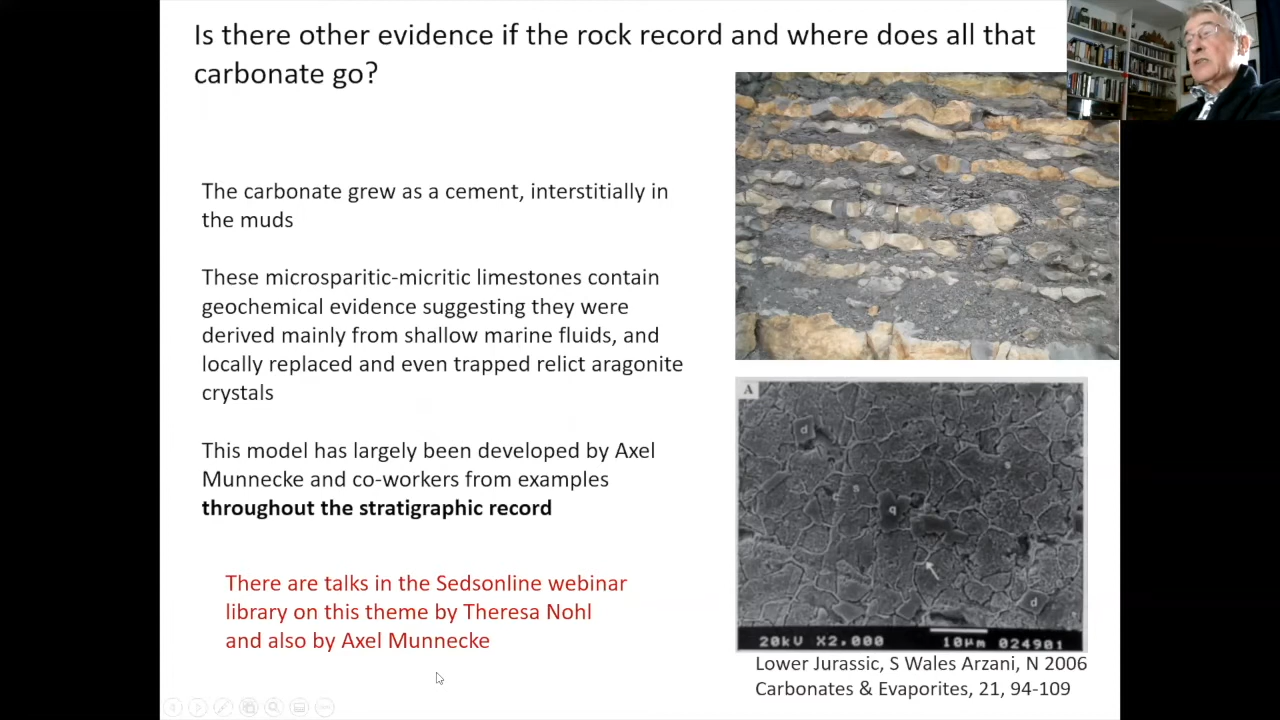 Is there other evidence if the rock record and where does all that
carbonate go?
The carbonate grew as a cement, interstitially in
the muds
These microsparitic-micritic limestones contain
geochemical evidence suggesting they were
derived mainly from shallow marine fluids, and
locally replaced and even trapped relict aragonite
crystals
This model has largely been developed by Axel
Munnecke and co-workers from examples
throughout the stratigraphic record
There are talks in the Sedsonline webinar
library on this theme by Theresa Nohl
and also by Axel Munnecke
A
d
s
s
q
d
20kU X2.000 10µm 024901
Lower Jurassic, S Wales Arzani, N 2006
Carbonates & Evaporites, 21, 94-109